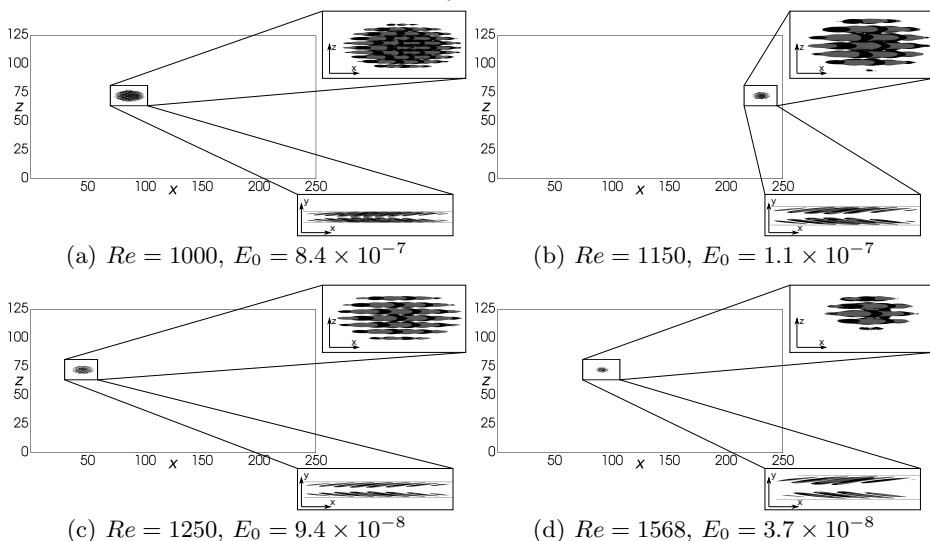 125
100
75
z
50
25
0
50 x 100 150 200 250
z
x
y
x
(a) Re = 1000, E₀ = 8.4 × 10⁻⁷
125
100
75
z
50
25
0
50 x 100 150 200 250
z
x
y
x
(b) Re = 1150, E₀ = 1.1 × 10⁻⁷
125
100
75
z
50
25
0
50 x 100 150 200 250
z
x
y
x
(c) Re = 1250, E₀ = 9.4 × 10⁻⁸
125
100
75
z
50
25
0
50 x 100 150 200 250
z
x
y
x
(d) Re = 1568, E₀ = 3.7 × 10⁻⁸